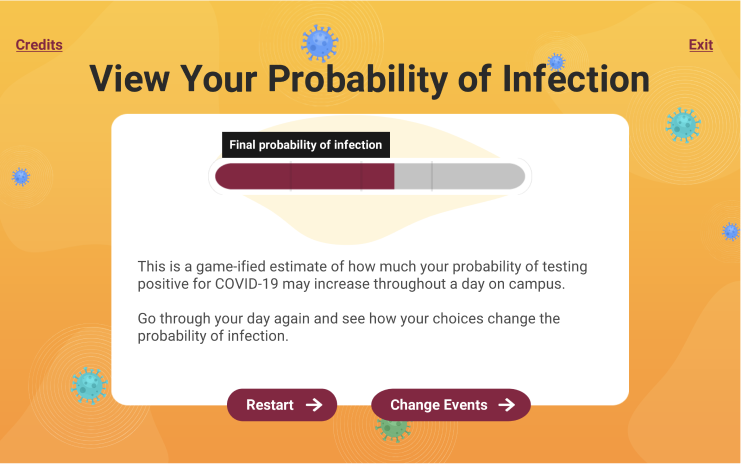 Credits
Exit
View Your Probability of Infection
Final probability of infection
This is a game-ified estimate of how much your probability of testing
positive for COVID-19 may increase throughout a day on campus.
Go through your day again and see how your choices change the
probability of infection.
Restart
Change Events